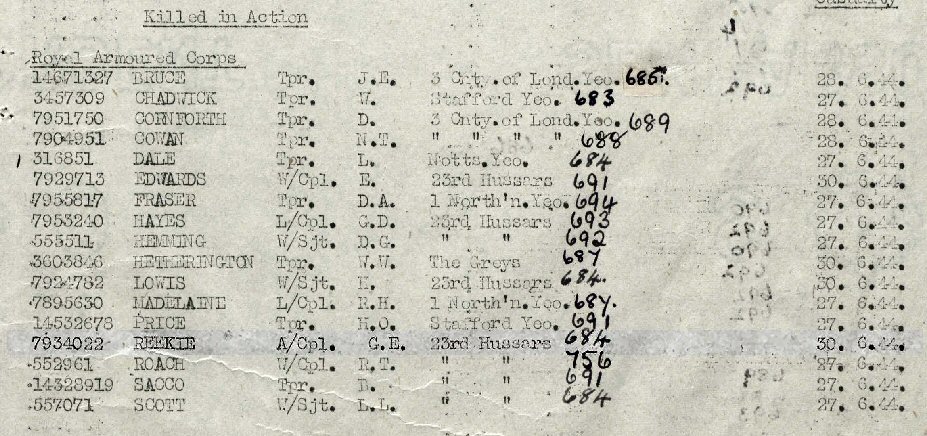 Killed in Action
Casualty
Royal Armoured Corps
14671327 BRUCE Tpr. J.E. 3 Cnty.of Lond.Yeo. 28. 6.44.
3457309 CHADWICK Tpr. W. Stafford Yeo. 683 27. 6.44.
7951750 CORNFORTH Tpr. D. 3 Cnty.of Lond.Yeo. 689 28. 6.44.
7904951 COWAN Tpr. N.T. " " " " 688 28. 6.44.
316851 DALE Tpr. L. Notts.Yeo. 684 27. 6.44.
7929713 EDWARDS W/Cpl. E. 23rd Hussars 691 30. 6.44.
7955817 FRASER Tpr. D.A. 1 North'n.Yeo. 694 27. 6.44.
7953240 HAYES L/Cpl. G.D. 23rd Hussars 693 27. 6.44.
555511 HEMMING W/Sjt. D.G. " " 692 27. 6.44.
3603846 HETHERINGTON Tpr. W.W. The Greys 687 30. 6.44.
7924782 LOWIS W/Sjt. 23rd Hussars 684. 30. 6.44.
7895630 MADELAINE L/Cpl. R.H. 1 North'n.Yeo. 687. 27. 6.44.
14532678 PRICE Tpr. H.O. Stafford Yeo. 691 27. 6.44.
7934022 REEKIE A/Cpl. G.E. 23rd Hussars 684 30. 6.44.
552961 ROACH W/Cpl. R.T. " " 756 27. 6.44.
14328919 SACCO Tpr. D. " " 691 27. 6.44.
557071 SCOTT W/Sjt. L.L. " " 684 27. 6.44.